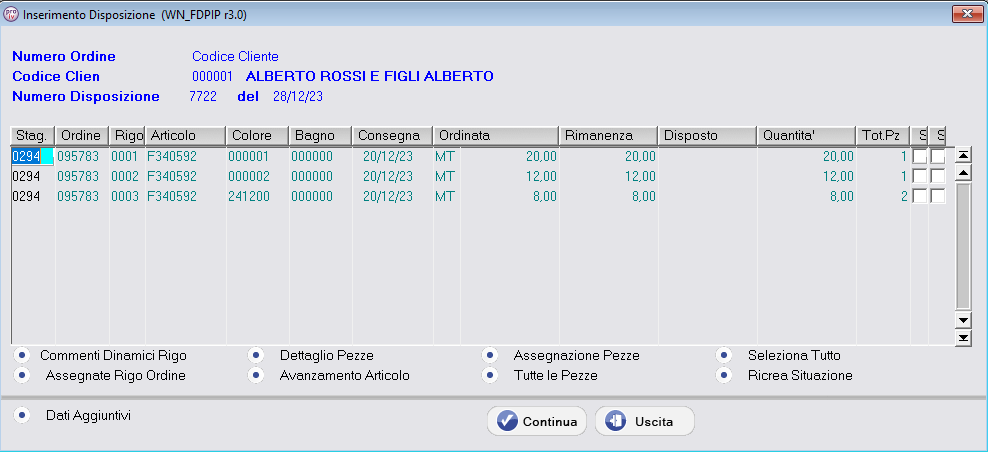 Inserimento Disposizione (WN_FDPIP r3.0)
Numero Ordine Codice Cliente
Codice Clien 000001 ALBERTO ROSSI E FIGLI ALBERTO
Numero Disposizione 7722 del 28/12/23
Stag. Ordine Rigo Articolo Colore Bagno Consegna Ordinata Rimanenza Disposto Quantita' Tot.Pz S S
0294 095783 0001 F340592 000001 000000 20/12/23 MT 20,00 20,00 20,00 1
0294 095783 0002 F340592 000002 000000 20/12/23 MT 12,00 12,00 12,00 1
0294 095783 0003 F340592 241200 000000 20/12/23 MT 8,00 8,00 8,00 2
Commenti Dinamici Rigo Dettaglio Pezze Assegnazione Pezze Seleziona Tutto
Assegnate Rigo Ordine Avanzamento Articolo Tutte le Pezze Ricrea Situazione
Dati Aggiuntivi Continua Uscita